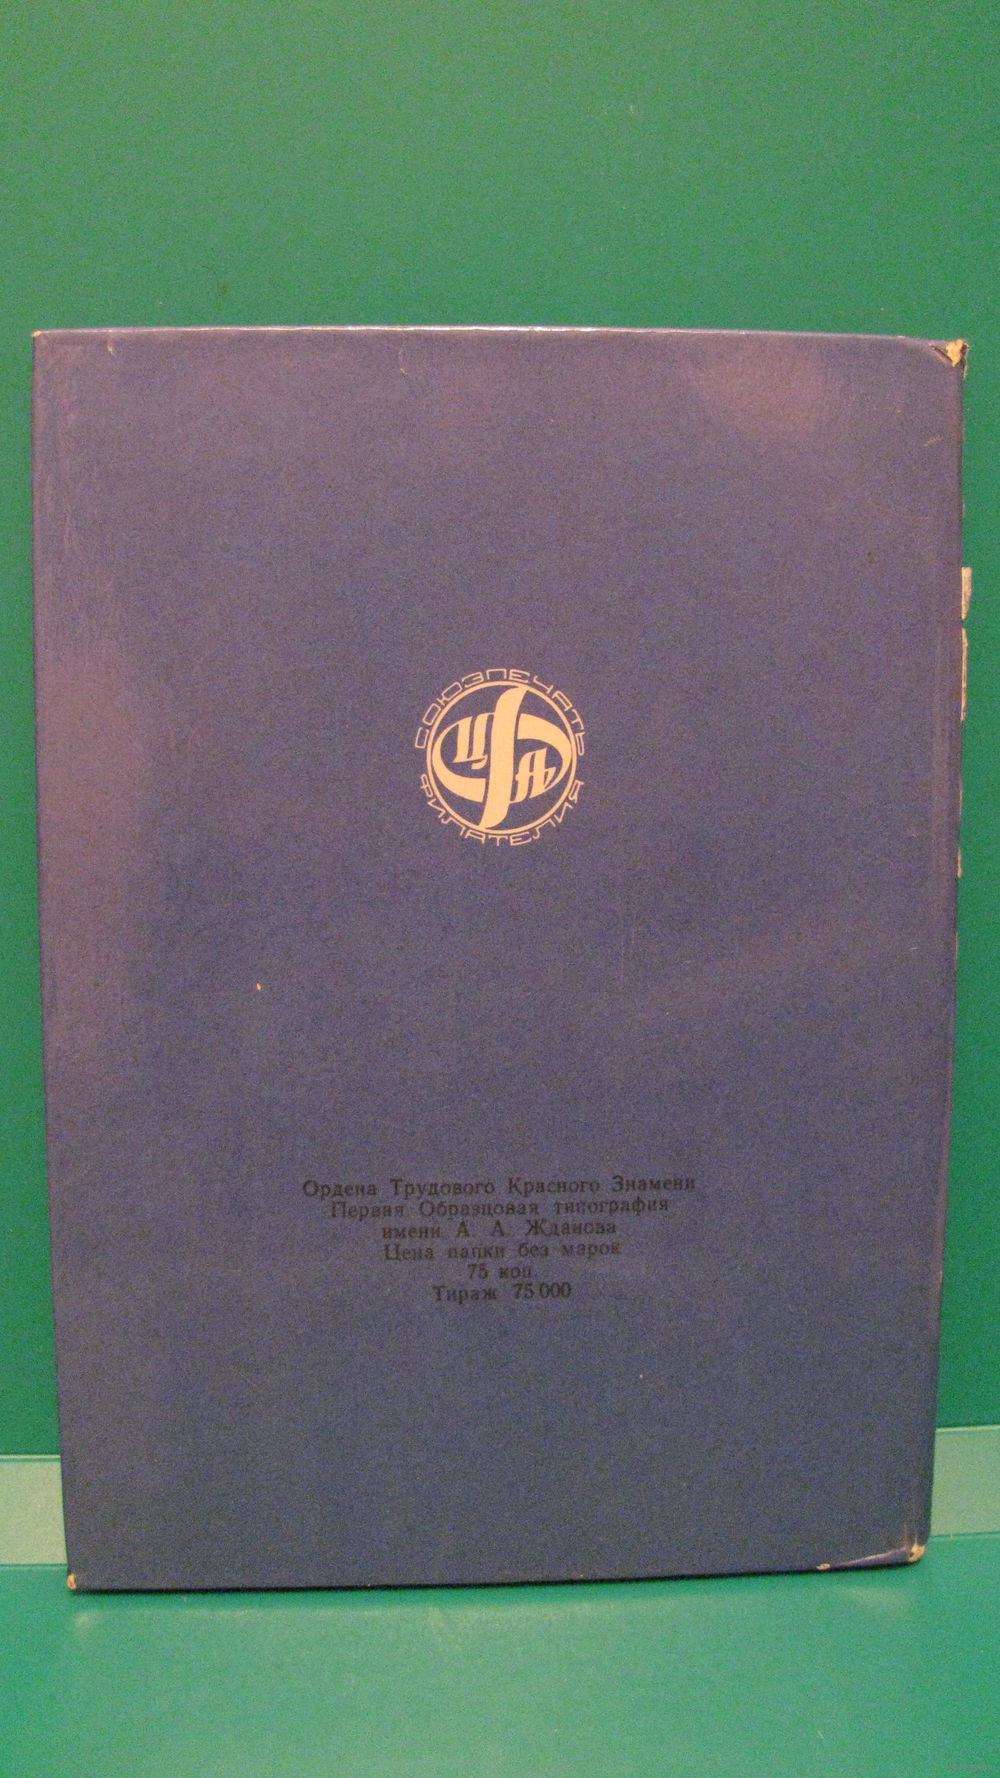 СОЮЗПЕЧАТЬ
ЦФА
ФИЛАТЕЛИЯ
Ордена Трудового Красного Знамени
Первая Образцовая типография
имени А. А. Жданова
Цена папки без марок
75 коп.
Тираж 75 000